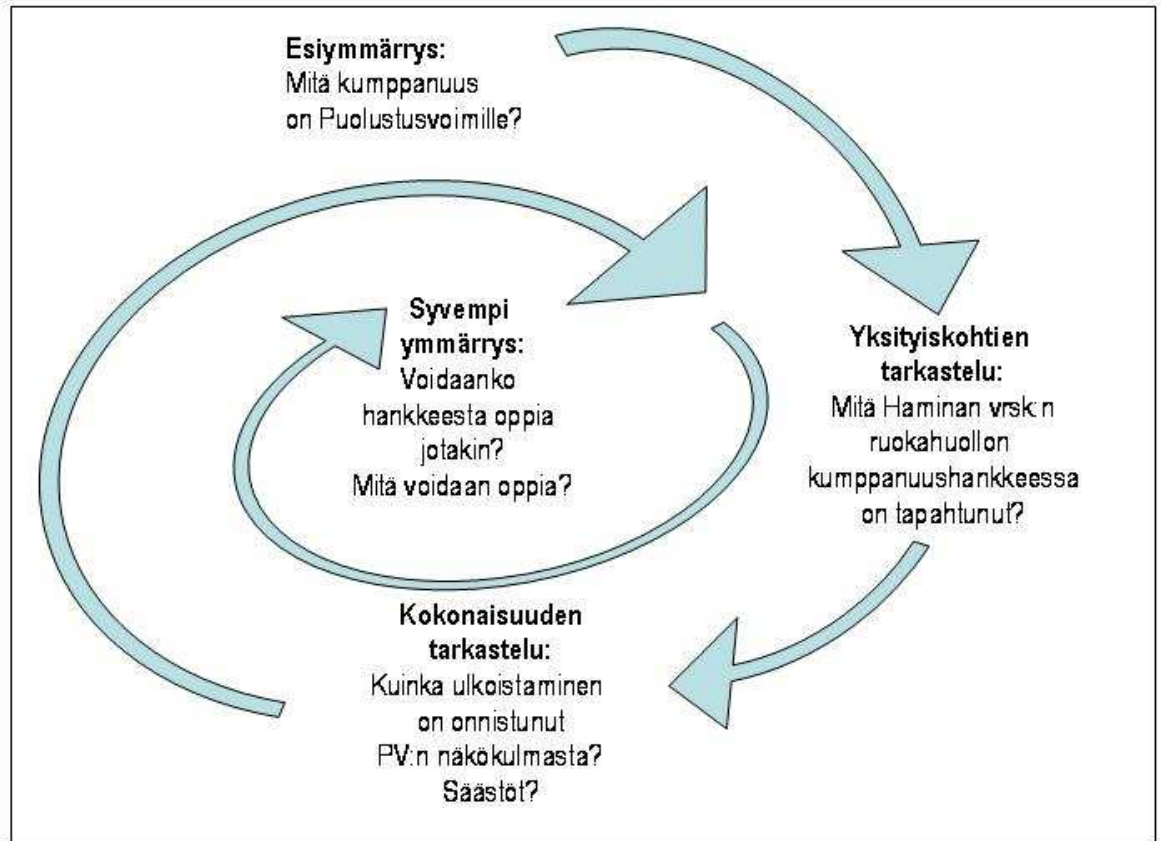 Esiymmärrys:
Mitä kumppanuus
on Puolustusvoimille?
Yksityiskohtien
tarkastelu:
Mitä Haminan vrsk:n
ruokahuollon
kumppanuushankkeessa
on tapahtunut?
Kokonaisuuden
tarkastelu:
Kuinka ulkoistaminen
on onnistunut
PV:n näkökulmasta?
Säästöt?
Syvempi
ymmärrys:
Voidaanko
hankkeesta oppia
jotakin?
Mitä voidaan oppia?